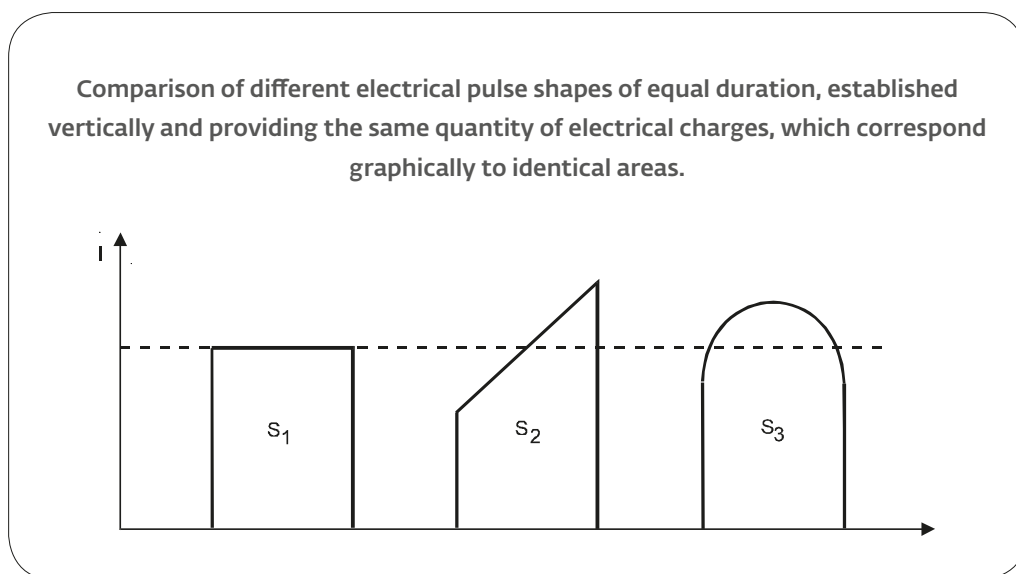 Comparison of different electrical pulse shapes of equal duration, established
vertically and providing the same quantity of electrical charges, which correspond
graphically to identical areas.
i
S1
S2
S3